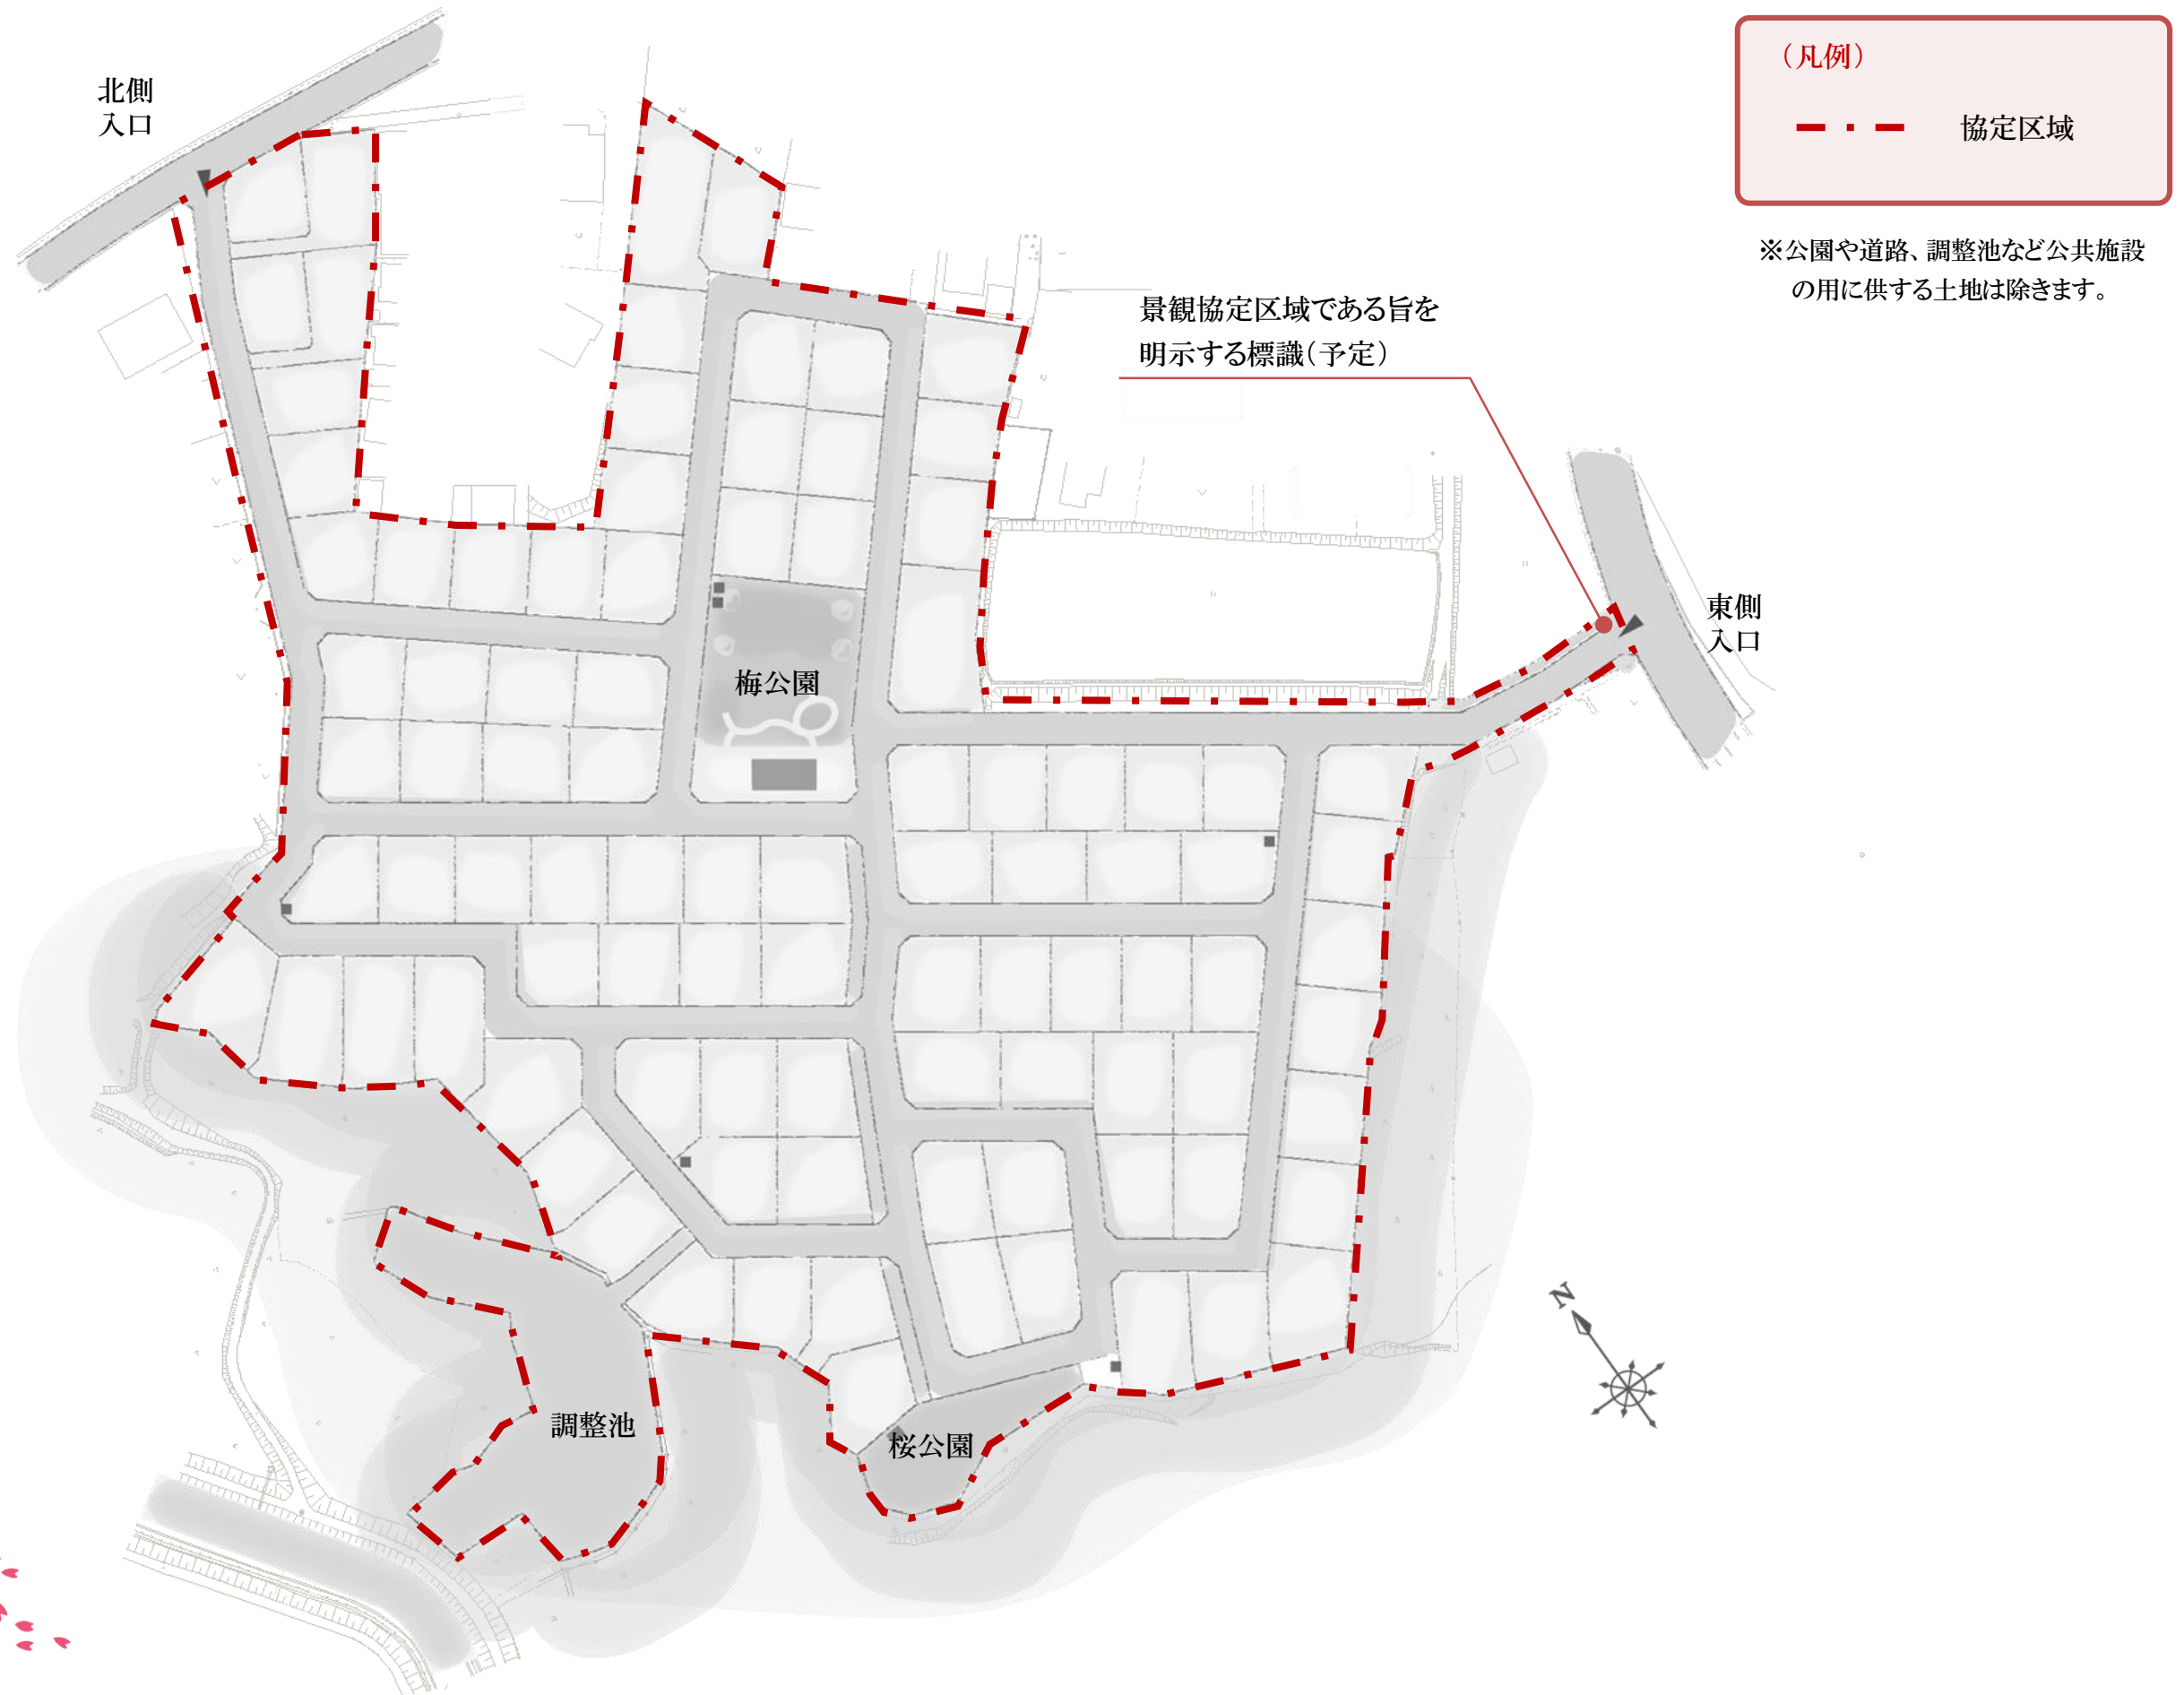 北側
入口
（凡例）
協定区域
※公園や道路、調整池など公共施設
の用に供する土地は除きます。
景観協定区域である旨を
明示する標識（予定）
東側
入口
梅公園
N
調整池
桜公園